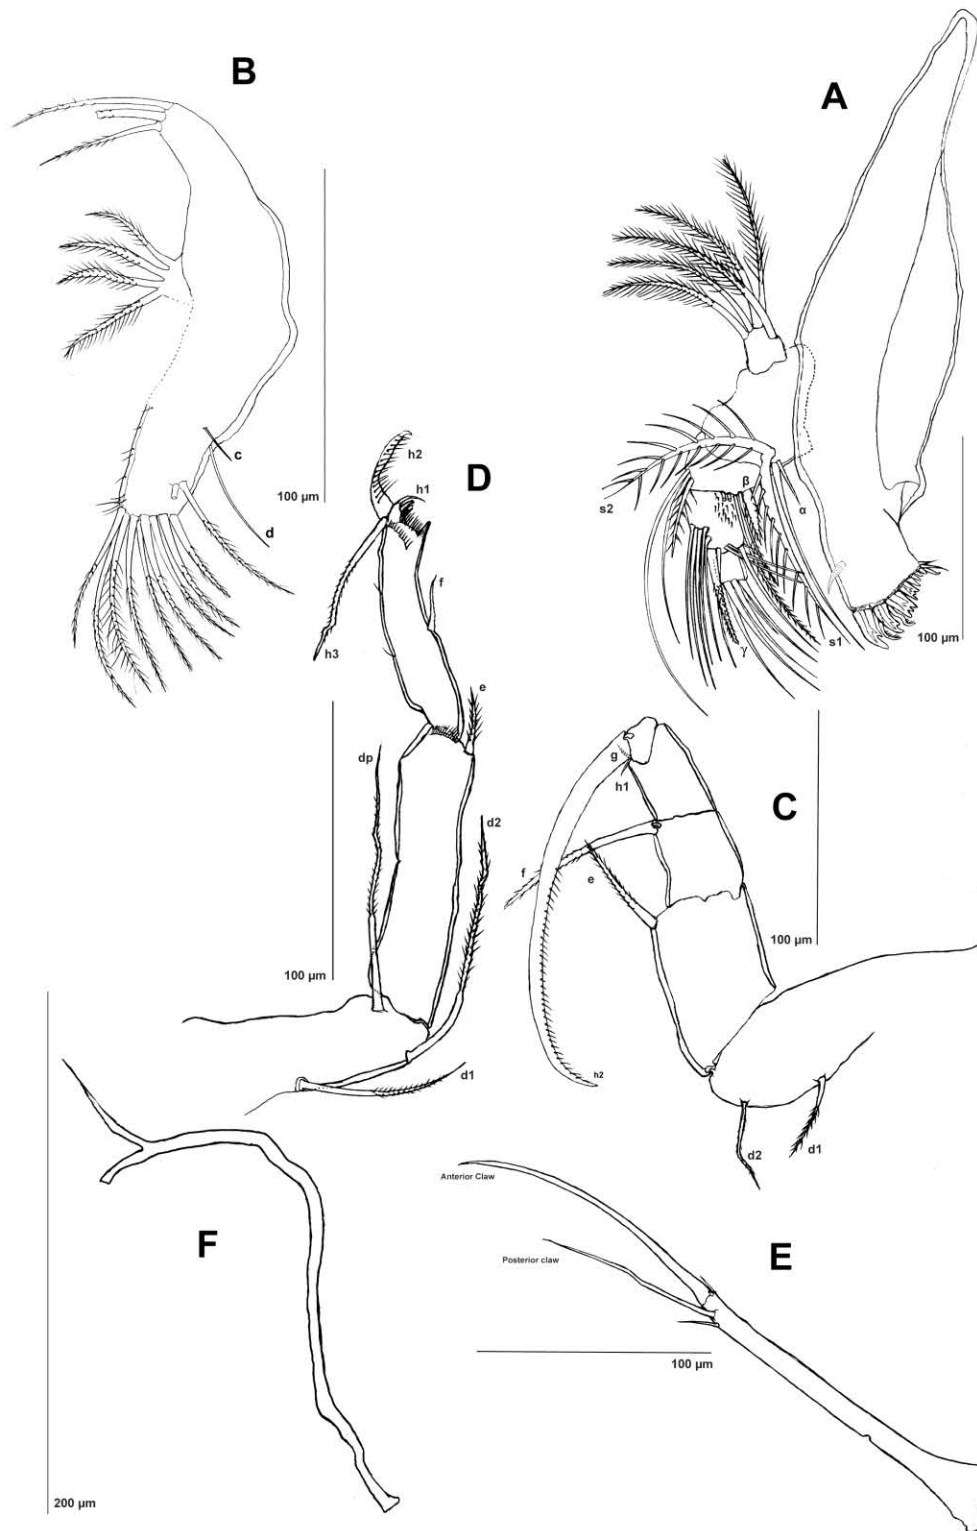 B
A
c
100 µm
d
h2
D
h1
f
h3
e
dp
d2
100 µm
d1
s2
β
α
γ
s1
100 µm
g
h1
C
f
e
100 µm
h2
d2
d1
F
200 µm
Anterior Claw
Posterior claw
E
100 µm